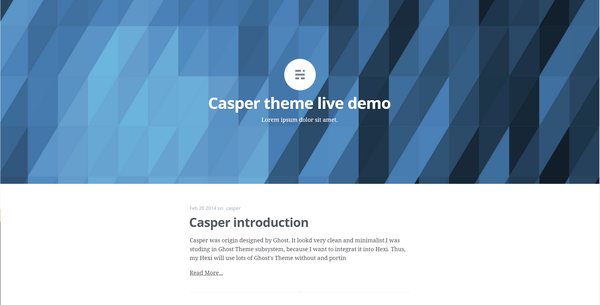 Casper theme live demo
Lorem ipsum dolor sit amet.
Feb 20 2014 on : casper
Casper introduction
Casper was origin designed by Ghost. It lookd very clean and minimalist.I was
studing in Ghost Theme subsystem, because I want to integrat it into Hexi. Thus,
my Hexi will use lots of Ghost's Theme without and portin
Read More...